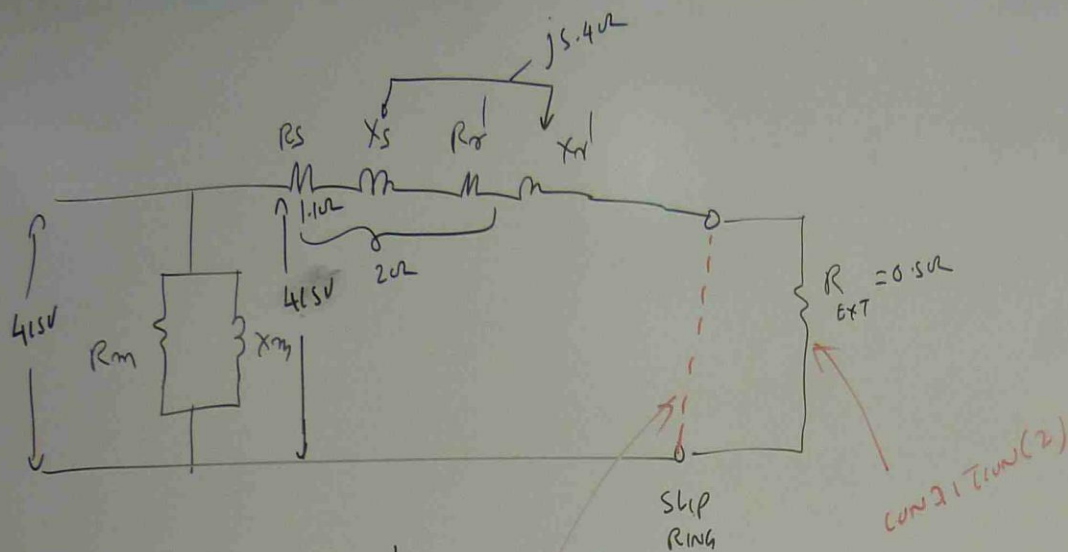 j5.4Ω
Rs Xs Rr' Xr'
1.1Ω
2Ω
415V
415V
Rm Xm
R EXT = 0.5Ω
SLIP
RING
CONDITION(2)